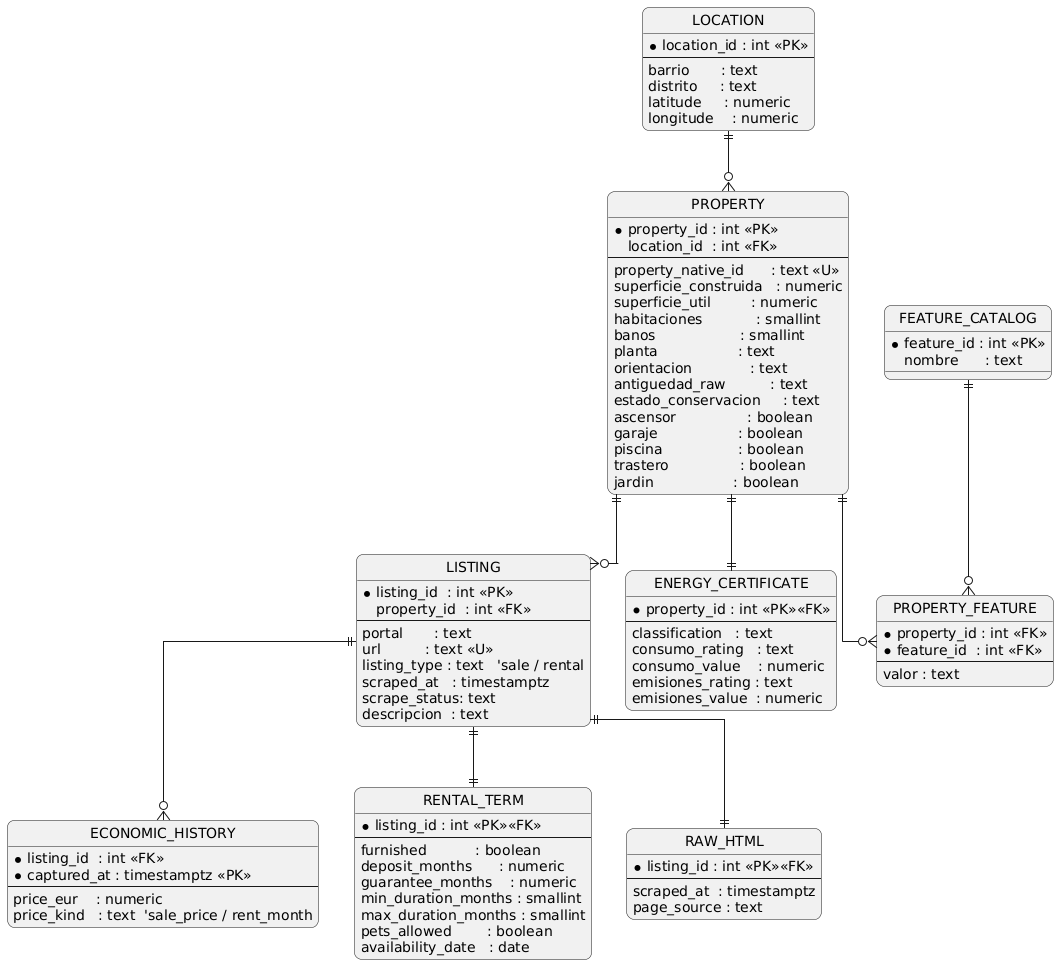 LOCATION
location_id : int «PK»
barrio : text
distrito : text
latitude : numeric
longitude : numeric
PROPERTY
property_id : int «PK»
location_id : int «FK»
property_native_id : text «U»
superficie_construida : numeric
superficie_util : numeric
habitaciones : smallint
banos : smallint
planta : text
orientacion : text
antiguedad_raw : text
estado_conservacion : text
ascensor : boolean
garaje : boolean
piscina : boolean
trastero : boolean
jardin : boolean
FEATURE_CATALOG
feature_id : int «PK»
nombre : text
LISTING
listing_id : int «PK»
property_id : int «FK»
portal : text
url : text «U»
listing_type : text 'sale / rental
scraped_at : timestamptz
scrape_status: text
descripcion : text
ENERGY_CERTIFICATE
property_id : int «PK»«FK»
classification : text
consumo_rating : text
consumo_value : numeric
emisiones_rating : text
emisiones_value : numeric
PROPERTY_FEATURE
property_id : int «FK»
feature_id : int «FK»
valor : text
ECONOMIC_HISTORY
listing_id : int «FK»
captured_at : timestamptz «PK»
price_eur : numeric
price_kind : text 'sale_price / rent_month
RENTAL_TERM
listing_id : int «PK»«FK»
furnished : boolean
deposit_months : numeric
guarantee_months : numeric
min_duration_months : smallint
max_duration_months : smallint
pets_allowed : boolean
availability_date : date
RAW_HTML
listing_id : int «PK»«FK»
scraped_at : timestamptz
page_source : text